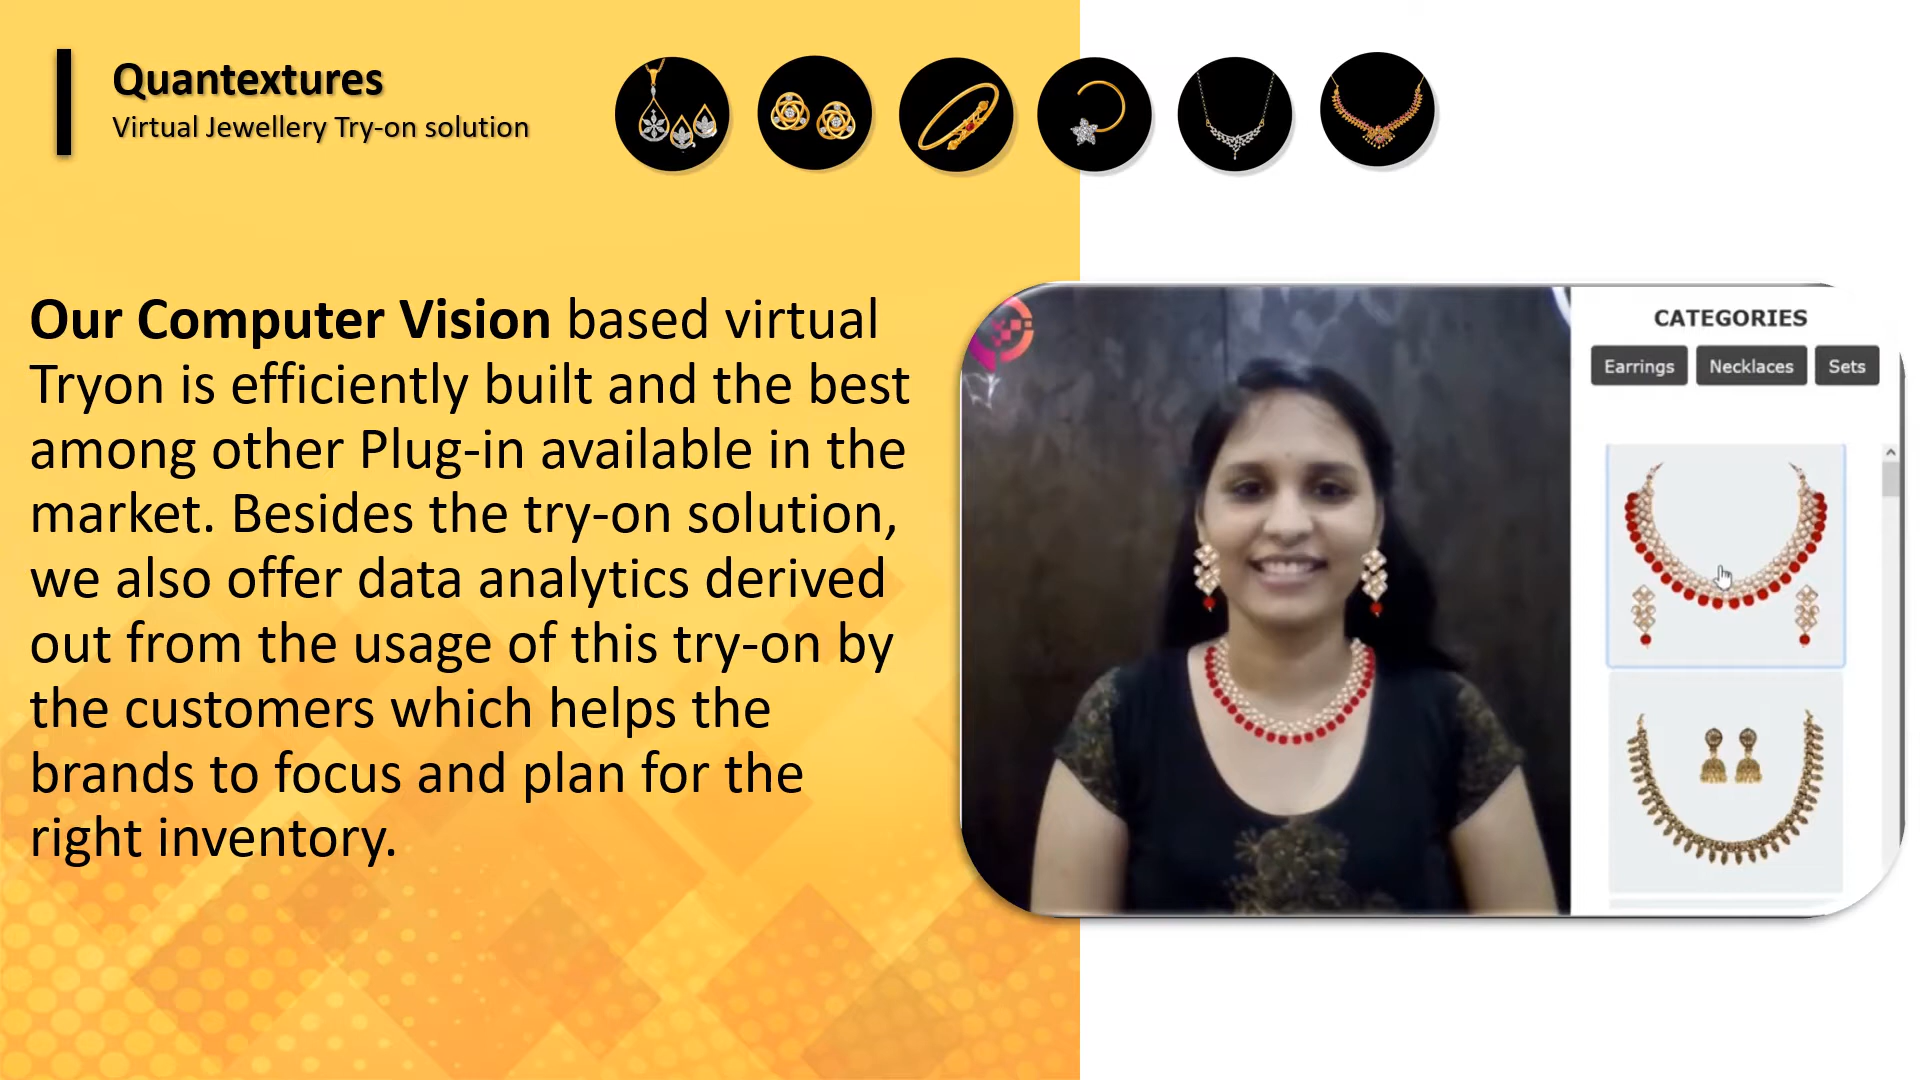 Quantextures
Virtual Jewellery Try-on solution
Our Computer Vision based virtual
Tryon is efficiently built and the best
among other Plug-in available in the
market. Besides the try-on solution,
we also offer data analytics derived
out from the usage of this try-on by
the customers which helps the
brands to focus and plan for the
right inventory.
CATEGORIES
Earrings Necklaces Sets